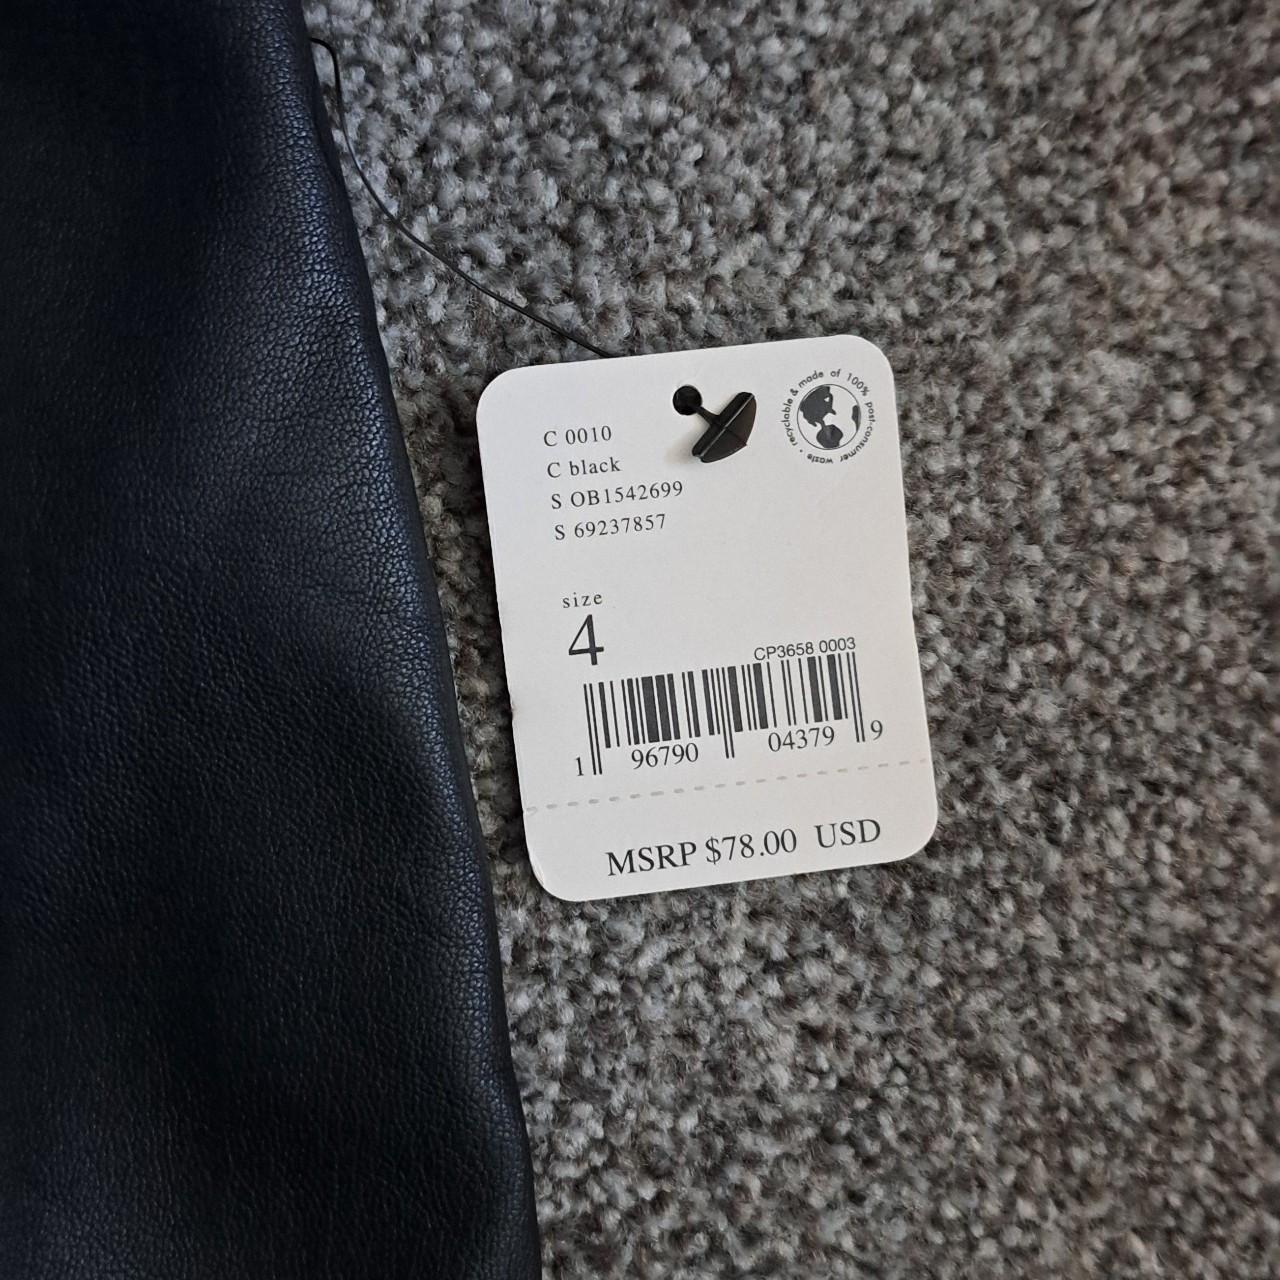 C 0010
C black
S OB1542699
S 69237857
recyclable & made of 100% post-consumer waste •
size
4
CP3658 0003
1 96790 04379 9
MSRP $78.00 USD